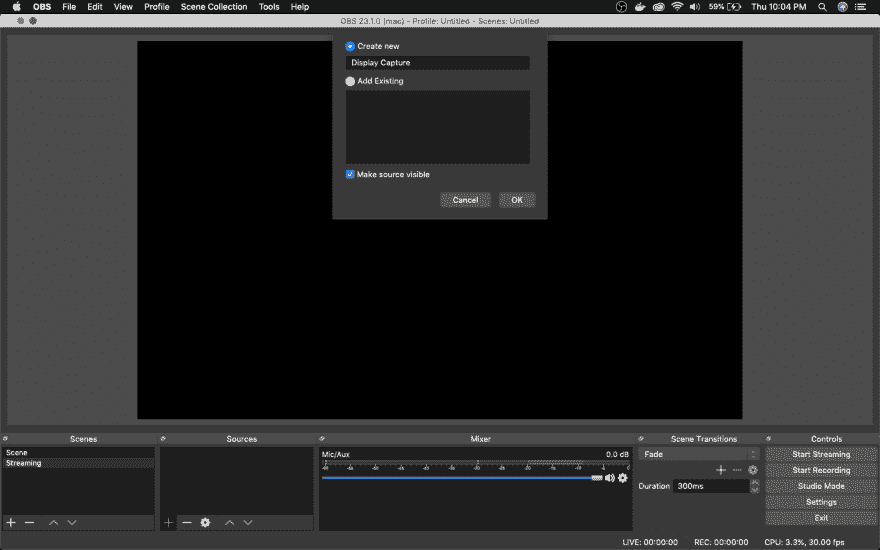 OBS File Edit View Profile Scene Collection Tools Help 59% Thu 10:04 PM
OBS 23.1.0 (mac) - Profile: Untitled - Scenes: Untitled
Create new
Display Capture
Add Existing
Make source visible
Cancel OK
Scenes Sources Mixer Scene Transitions Controls
Scene
Streaming
Mic/Aux 0.0 dB
Fade
Duration 300ms
Start Streaming
Start Recording
Studio Mode
Settings
Exit
LIVE: 00:00:00 REC: 00:00:00 CPU: 3.3%, 30.00 fps